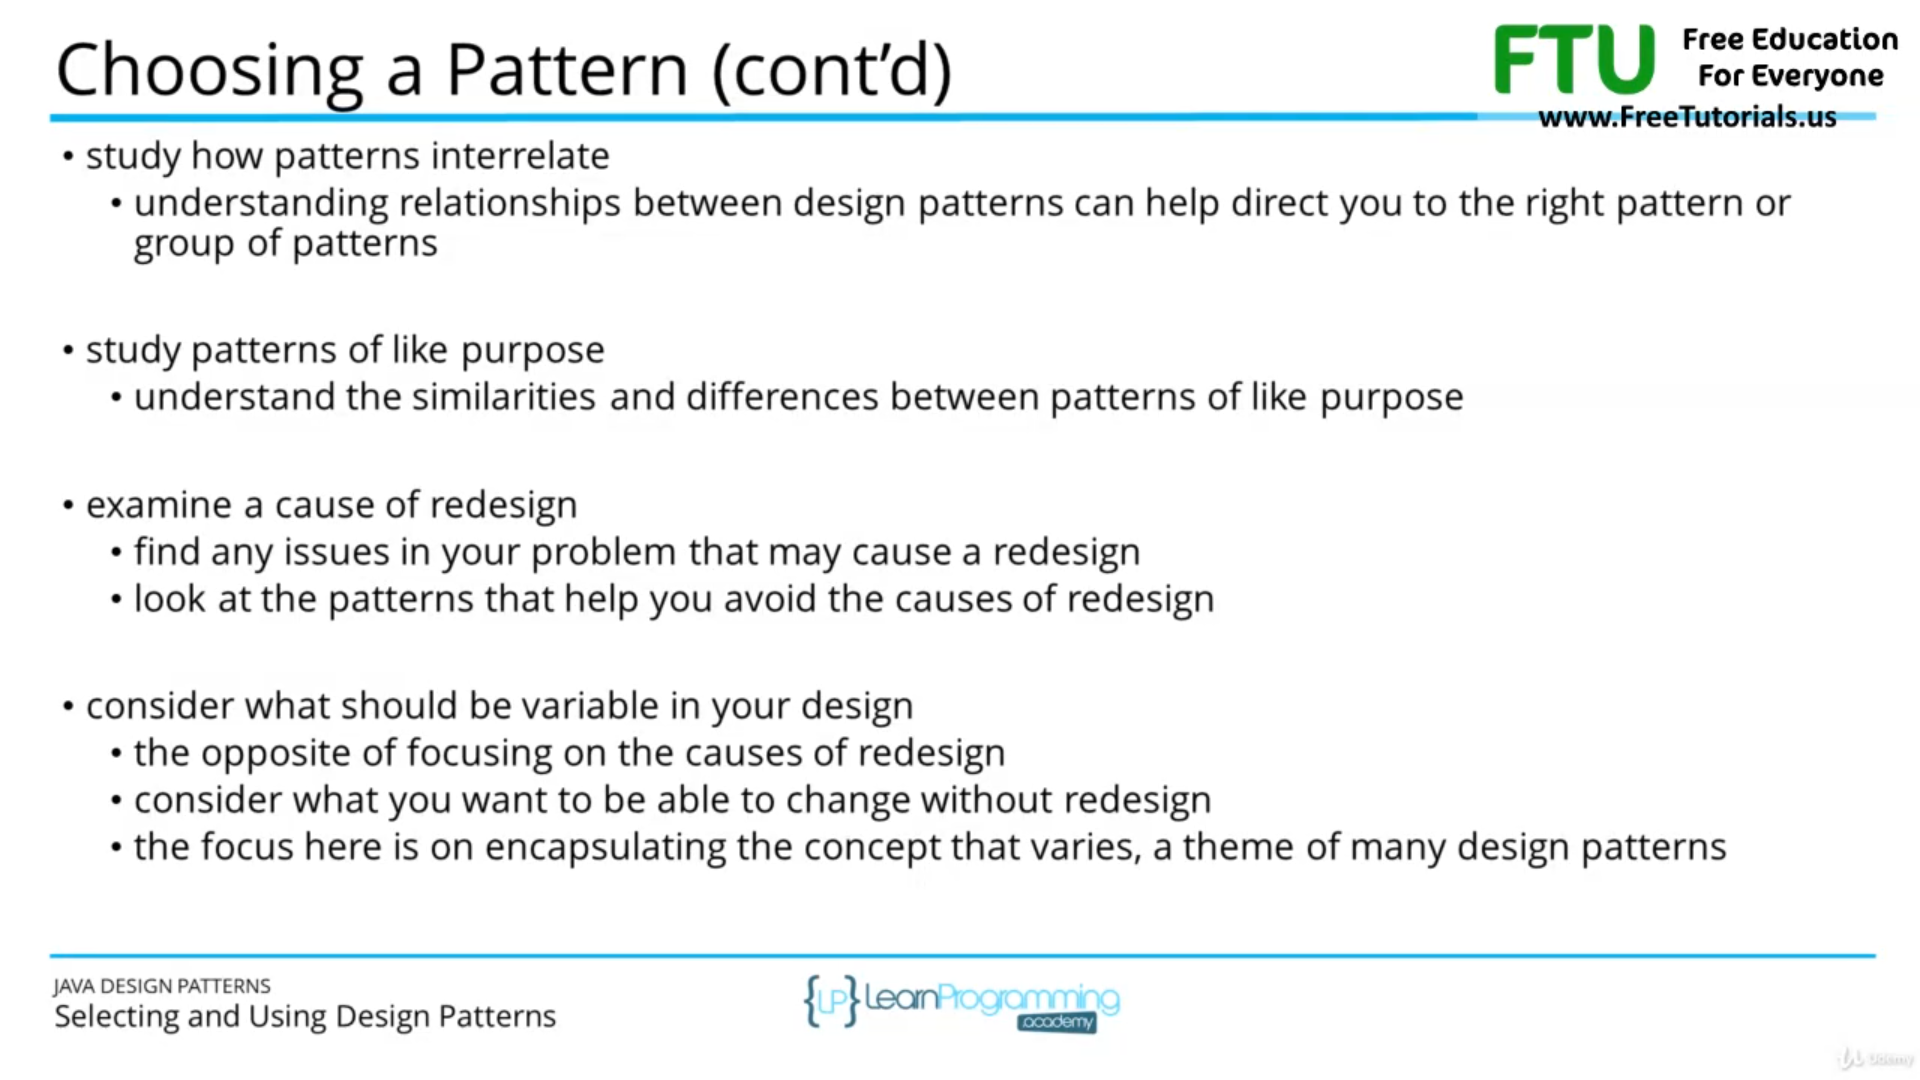 Choosing a Pattern (cont’d)
FTU
Free Education
For Everyone
www.FreeTutorials.us
• study how patterns interrelate
• understanding relationships between design patterns can help direct you to the right pattern or
group of patterns
• study patterns of like purpose
• understand the similarities and differences between patterns of like purpose
• examine a cause of redesign
• find any issues in your problem that may cause a redesign
• look at the patterns that help you avoid the causes of redesign
• consider what should be variable in your design
• the opposite of focusing on the causes of redesign
• consider what you want to be able to change without redesign
• the focus here is on encapsulating the concept that varies, a theme of many design patterns
JAVA DESIGN PATTERNS
Selecting and Using Design Patterns
{LP} LearnProgramming
.academy
Udemy